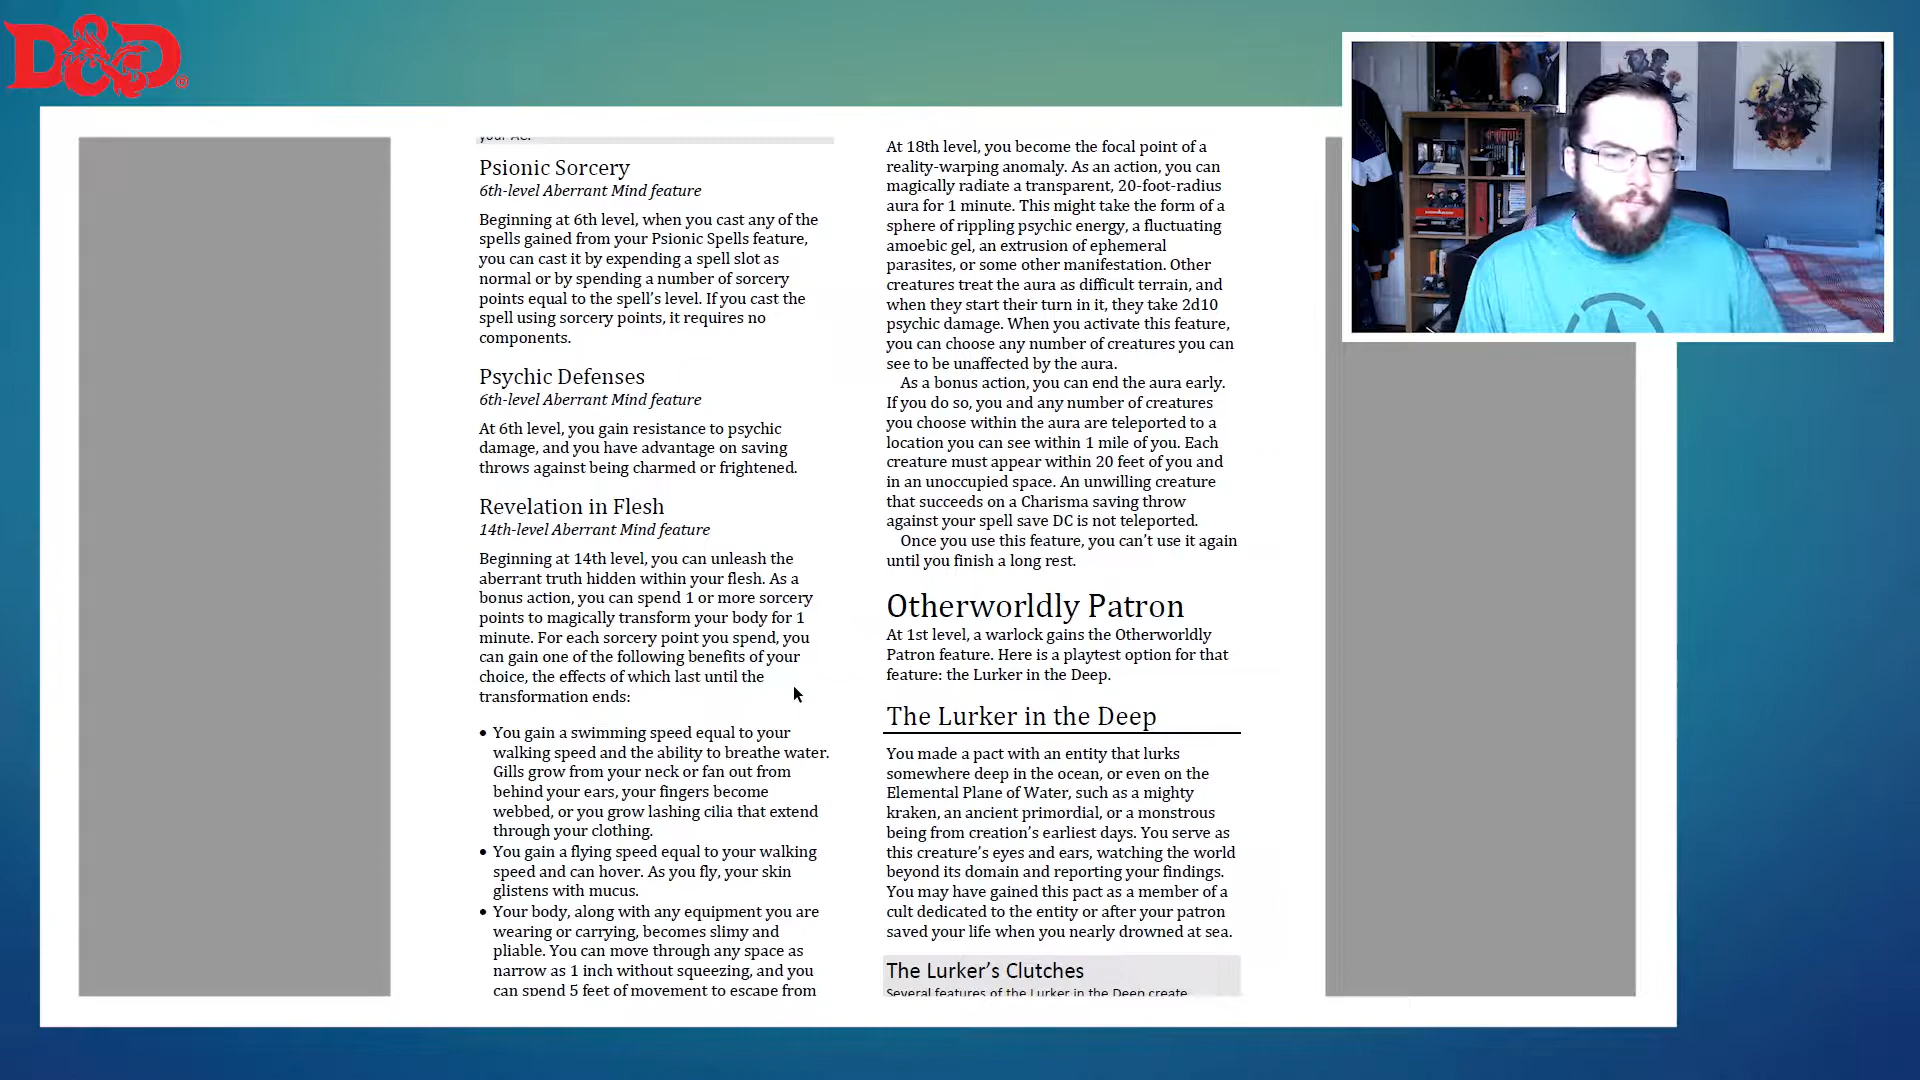 D&D
your AC.
Psionic Sorcery
6th-level Aberrant Mind feature
Beginning at 6th level, when you cast any of the
spells gained from your Psionic Spells feature,
you can cast it by expending a spell slot as
normal or by spending a number of sorcery
points equal to the spell’s level. If you cast the
spell using sorcery points, it requires no
components.
Psychic Defenses
6th-level Aberrant Mind feature
At 6th level, you gain resistance to psychic
damage, and you have advantage on saving
throws against being charmed or frightened.
Revelation in Flesh
14th-level Aberrant Mind feature
Beginning at 14th level, you can unleash the
aberrant truth hidden within your flesh. As a
bonus action, you can spend 1 or more sorcery
points to magically transform your body for 1
minute. For each sorcery point you spend, you
can gain one of the following benefits of your
choice, the effects of which last until the
transformation ends:
• You gain a swimming speed equal to your
walking speed and the ability to breathe water.
Gills grow from your neck or fan out from
behind your ears, your fingers become
webbed, or you grow lashing cilia that extend
through your clothing.
• You gain a flying speed equal to your walking
speed and can hover. As you fly, your skin
glistens with mucus.
• Your body, along with any equipment you are
wearing or carrying, becomes slimy and
pliable. You can move through any space as
narrow as 1 inch without squeezing, and you
can spend 5 feet of movement to escape from
At 18th level, you become the focal point of a
reality-warping anomaly. As an action, you can
magically radiate a transparent, 20-foot-radius
aura for 1 minute. This might take the form of a
sphere of rippling psychic energy, a fluctuating
amoebic gel, an extrusion of ephemeral
parasites, or some other manifestation. Other
creatures treat the aura as difficult terrain, and
when they start their turn in it, they take 2d10
psychic damage. When you activate this feature,
you can choose any number of creatures you can
see to be unaffected by the aura.
As a bonus action, you can end the aura early.
If you do so, you and any number of creatures
you choose within the aura are teleported to a
location you can see within 1 mile of you. Each
creature must appear within 20 feet of you and
in an unoccupied space. An unwilling creature
that succeeds on a Charisma saving throw
against your spell save DC is not teleported.
Once you use this feature, you can’t use it again
until you finish a long rest.
Otherworldly Patron
At 1st level, a warlock gains the Otherworldly
Patron feature. Here is a playtest option for that
feature: the Lurker in the Deep.
The Lurker in the Deep
You made a pact with an entity that lurks
somewhere deep in the ocean, or even on the
Elemental Plane of Water, such as a mighty
kraken, an ancient primordial, or a monstrous
being from creation’s earliest days. You serve as
this creature’s eyes and ears, watching the world
beyond its domain and reporting your findings.
You may have gained this pact as a member of a
cult dedicated to the entity or after your patron
saved your life when you nearly drowned at sea.
The Lurker’s Clutches
Several features of the Lurker in the Deep create